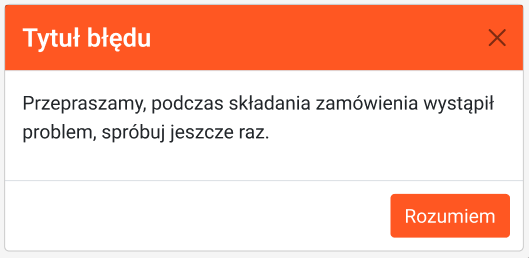 Tytuł błędu
Przepraszamy, podczas składania zamówienia wystąpił
problem, spróbuj jeszcze raz.
Rozumiem